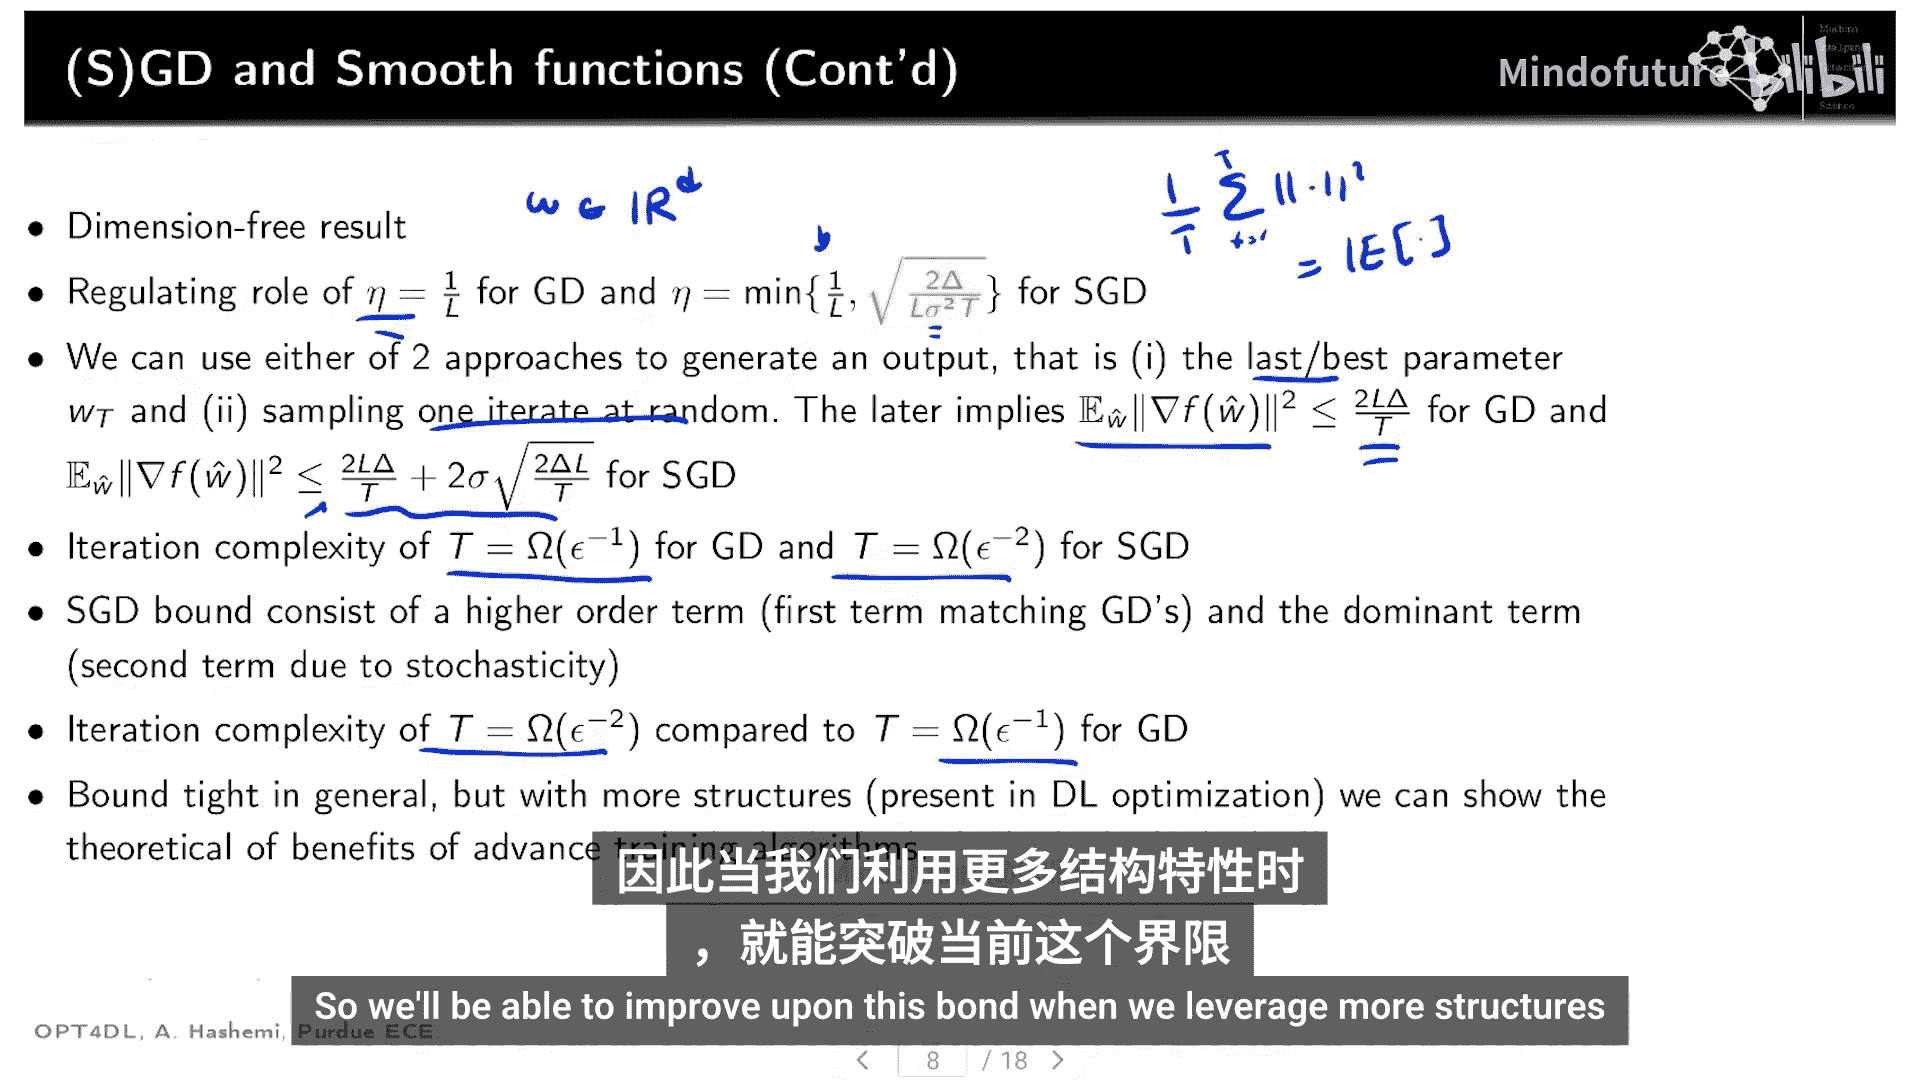 (S)GD and Smooth functions (Cont'd)
Mindofuture
bilibili
w ∈ ℝ^d
1/T Σ_{t=1}^{T} ||·||²
= 𝔼[·]
• Dimension-free result
• Regulating role of η = 1/L for GD and η = min{1/L, √(2Δ/(Lσ²T))} for SGD
• We can use either of 2 approaches to generate an output, that is (i) the last/best parameter
w_T and (ii) sampling one iterate at random. The later implies 𝔼_ŵ‖∇f(ŵ)‖² ≤ 2LΔ/T for GD and
𝔼_ŵ‖∇f(ŵ)‖² ≤ 2LΔ/T + 2σ√(2ΔL/T) for SGD
• Iteration complexity of T = Ω(ϵ⁻¹) for GD and T = Ω(ϵ⁻²) for SGD
• SGD bound consist of a higher order term (first term matching GD's) and the dominant term
(second term due to stochasticity)
• Iteration complexity of T = Ω(ϵ⁻²) compared to T = Ω(ϵ⁻¹) for GD
• Bound tight in general, but with more structures (present in DL optimization) we can show the
theoretical of benefits of advance training algorithms
因此当我们利用更多结构特性时
，就能突破当前这个界限
So we'll be able to improve upon this bond when we leverage more structures
OPT4DL, A. Hashemi, Purdue ECE
8 / 18